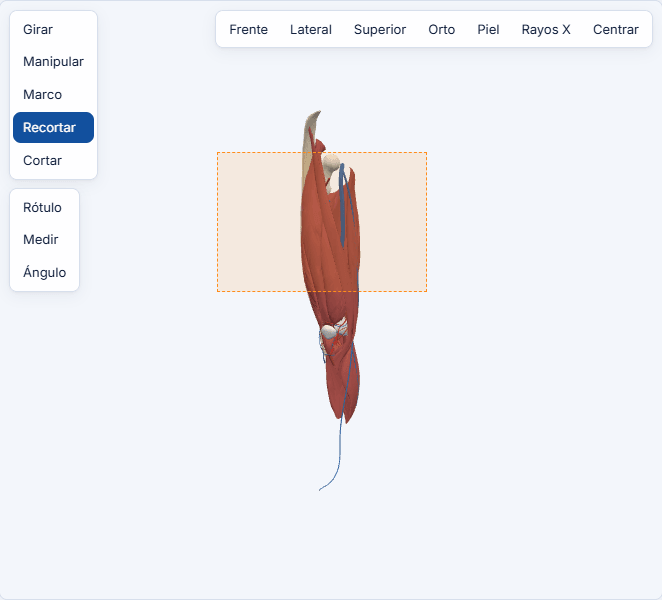 Girar
Manipular
Marco
Recortar
Cortar
Rótulo
Medir
Ángulo
Frente Lateral Superior Orto Piel Rayos X Centrar